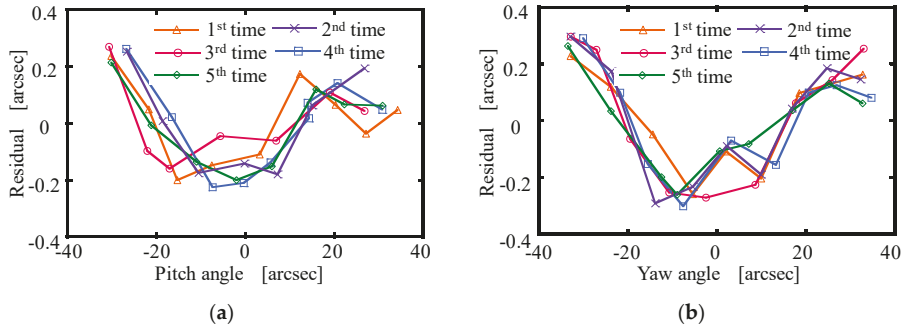 0.4
1st time
2nd time
3rd time
4th time
5th time
0.2
0
-0.2
-0.4
Residual [arcsec]
-40
-20
0
20
40
Pitch angle [arcsec]
(a)
0.4
1st time
2nd time
3rd time
4th time
5th time
0.2
0
-0.2
-0.4
Residual [arcsec]
-40
-20
0
20
40
Yaw angle [arcsec]
(b)